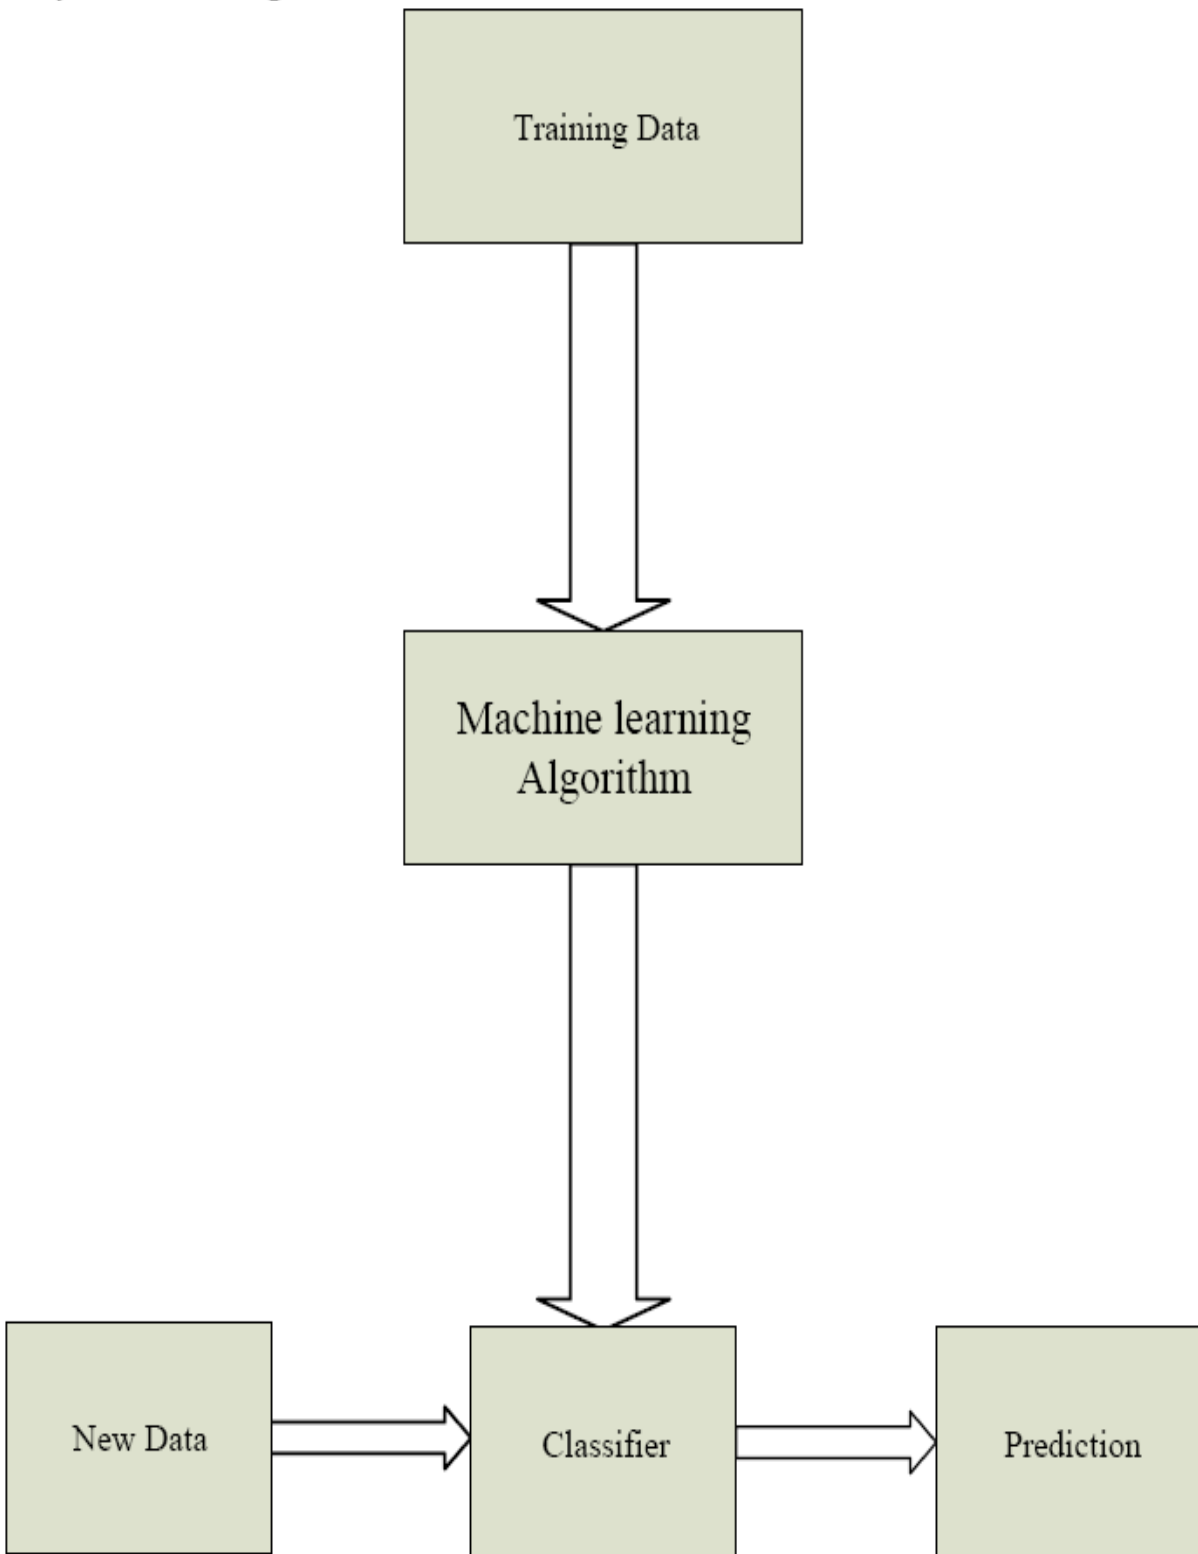 Training Data
Machine learning
Algorithm
New Data
Classifier
Prediction